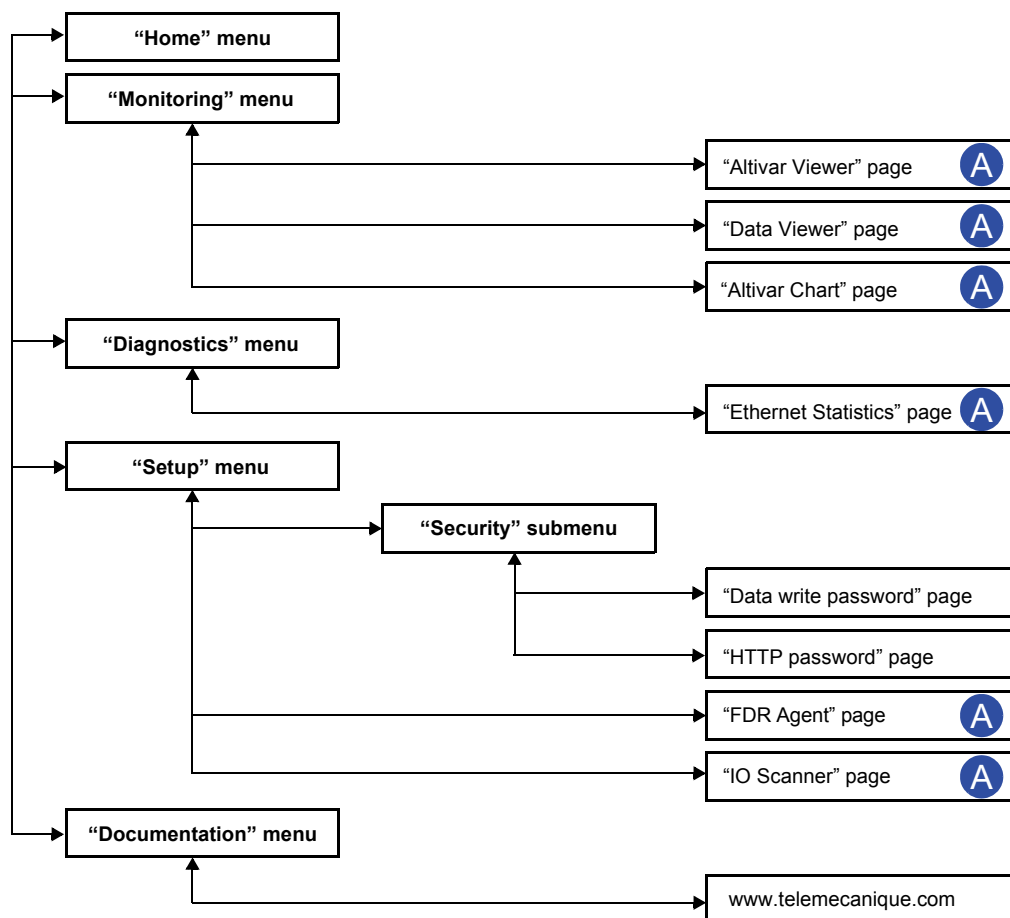 “Home” menu
“Monitoring” menu
“Altivar Viewer” page A
“Data Viewer” page A
“Altivar Chart” page A
“Diagnostics” menu
“Ethernet Statistics” page A
“Setup” menu
“Security” submenu
“Data write password” page
“HTTP password” page
“FDR Agent” page A
“IO Scanner” page A
“Documentation” menu
www.telemecanique.com